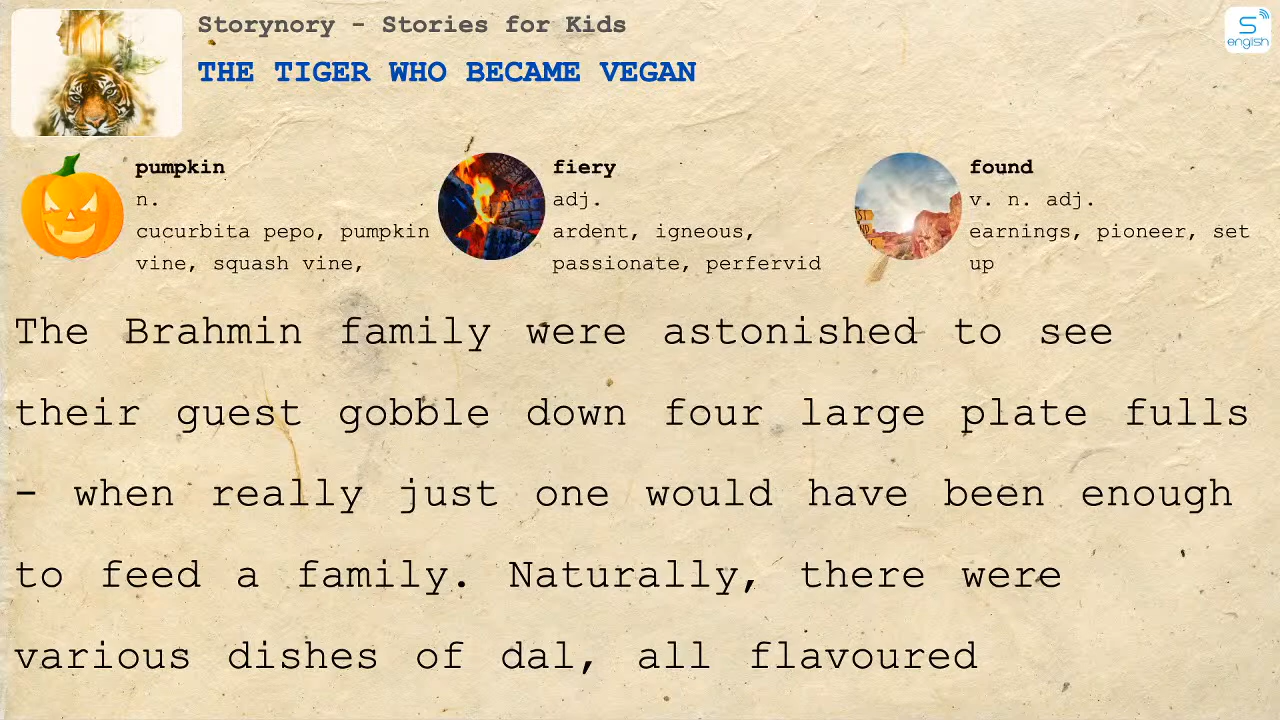 Storynory - Stories for Kids
THE TIGER WHO BECAME VEGAN
S
english
pumpkin
n.
cucurbita pepo, pumpkin
vine, squash vine,
fiery
adj.
ardent, igneous,
passionate, perfervid
found
v. n. adj.
earnings, pioneer, set
up
The Brahmin family were astonished to see
their guest gobble down four large plate fulls
- when really just one would have been enough
to feed a family. Naturally, there were
various dishes of dal, all flavoured